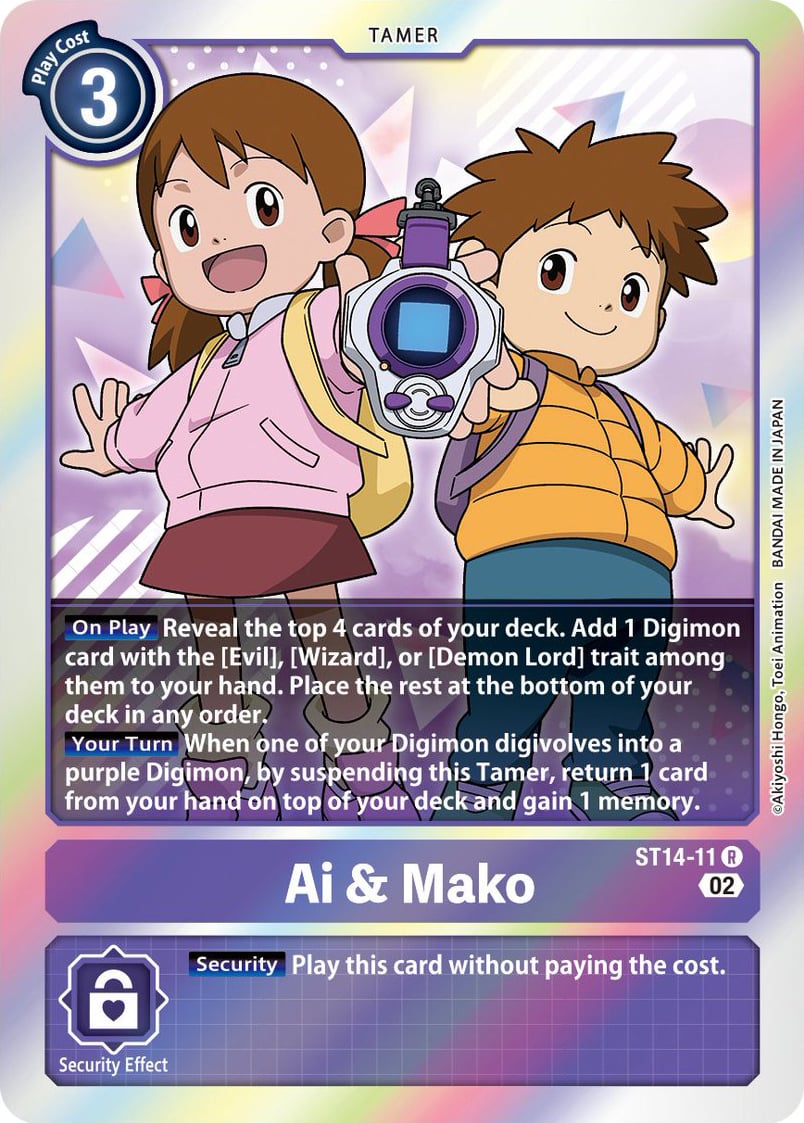 TAMER
Play Cost
3
On Play Reveal the top 4 cards of your deck. Add 1 Digimon
card with the [Evil], [Wizard], or [Demon Lord] trait among
them to your hand. Place the rest at the bottom of your
deck in any order.
Your Turn When one of your Digimon digivolves into a
purple Digimon, by suspending this Tamer, return 1 card
from your hand on top of your deck and gain 1 memory.
©Akiyoshi Hongo, Toei Animation BANDAI MADE IN JAPAN
ST14-11 R
02
Ai & Mako
Security Play this card without paying the cost.
Security Effect